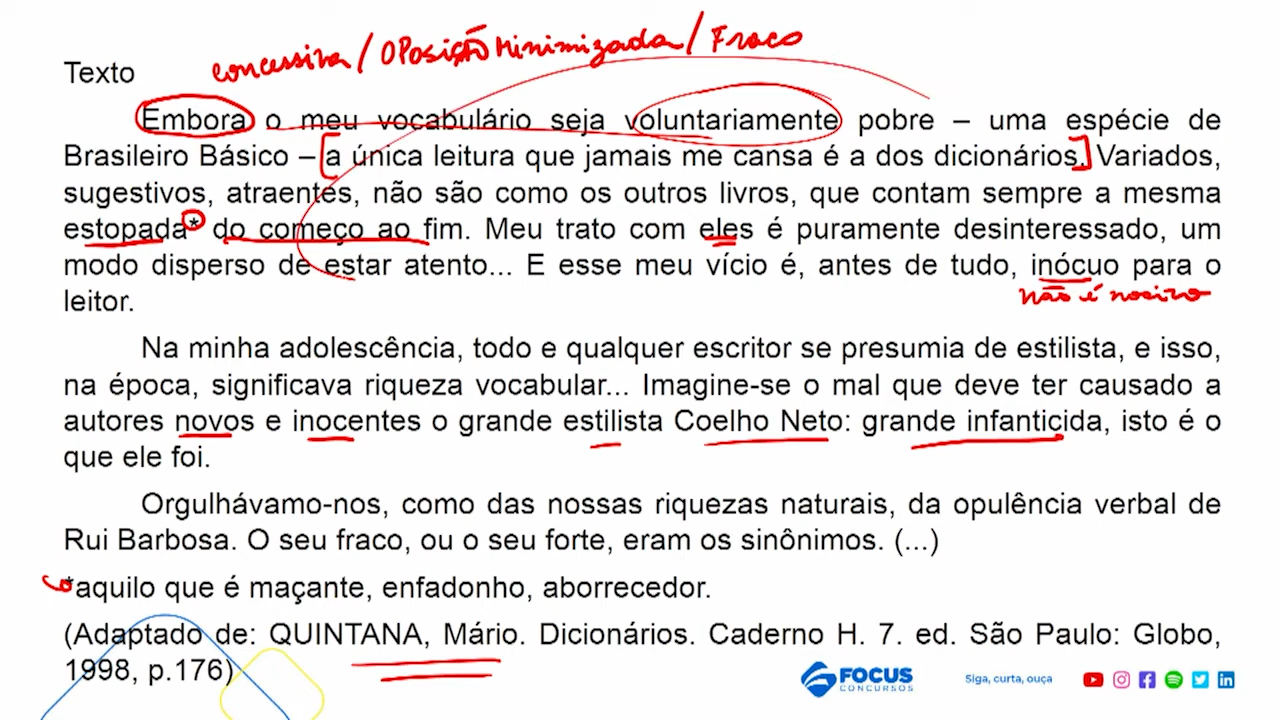 concessiva / OPosição Minimizada / Fraco
Texto
Embora o meu vocabulário seja voluntariamente pobre – uma espécie de
Brasileiro Básico – [a única leitura que jamais me cansa é a dos dicionários.] Variados,
sugestivos, atraentes, não são como os outros livros, que contam sempre a mesma
estopada* do começo ao fim. Meu trato com eles é puramente desinteressado, um
modo disperso de estar atento... E esse meu vício é, antes de tudo, inócuo para o
não é nocivo
leitor.
Na minha adolescência, todo e qualquer escritor se presumia de estilista, e isso,
na época, significava riqueza vocabular... Imagine-se o mal que deve ter causado a
autores novos e inocentes o grande estilista Coelho Neto: grande infanticida, isto é o
que ele foi.
Orgulhávamo-nos, como das nossas riquezas naturais, da opulência verbal de
Rui Barbosa. O seu fraco, ou o seu forte, eram os sinônimos. (...)
*aquilo que é maçante, enfadonho, aborrecedor.
(Adaptado de: QUINTANA, Mário. Dicionários. Caderno H. 7. ed. São Paulo: Globo,
1998, p.176)
FOCUS
CONCURSOS
Siga, curta, ouça